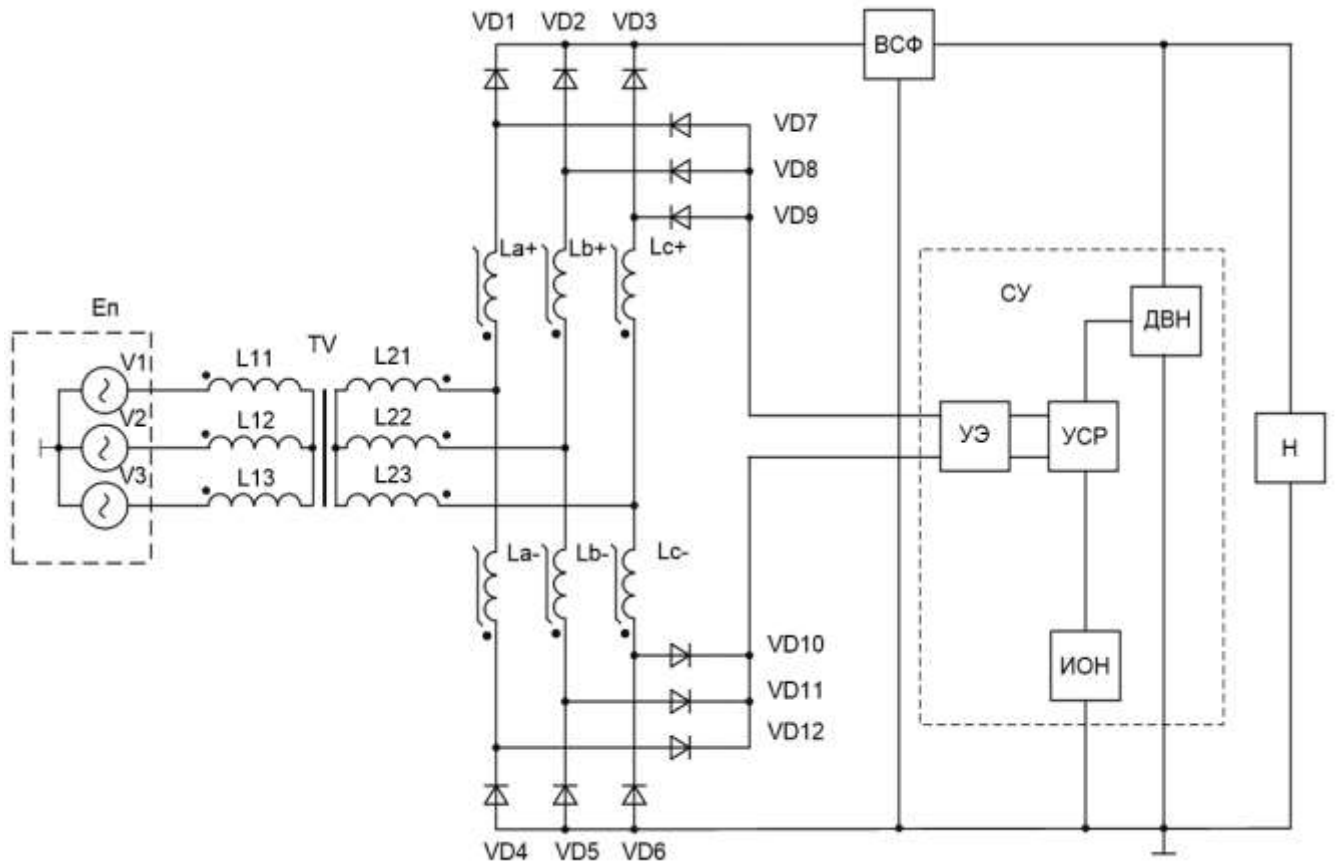 VD1 VD2 VD3
ВСФ
VD7
VD8
VD9
La+ Lb+ Lc+
СУ
ДВН
Eп
TV
V1
L11 L21
V2
L12 L22
V3
L13 L23
УЭ УСР
Н
La- Lb- Lc-
VD10
VD11
VD12
ИОН
VD4 VD5 VD6